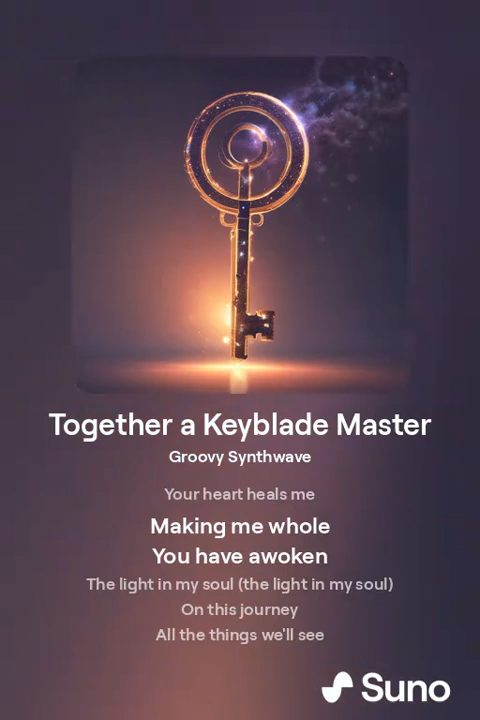 Together a Keyblade Master
Groovy Synthwave
Your heart heals me
Making me whole
You have awoken
The light in my soul (the light in my soul)
On this journey
All the things we'll see
Suno